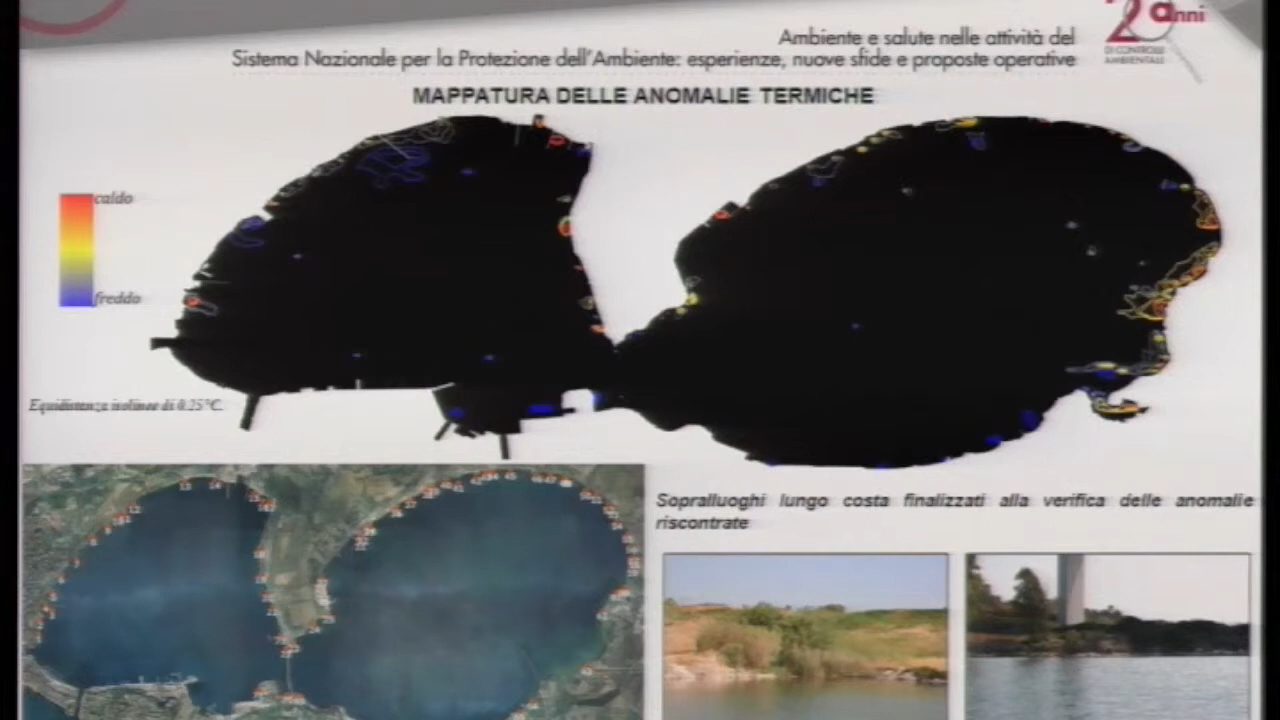 20 anni
DI CONTROLLI
AMBIENTALI
Ambiente e salute nelle attività del
Sistema Nazionale per la Protezione dell'Ambiente: esperienze, nuove sfide e proposte operative
MAPPATURA DELLE ANOMALIE TERMICHE
caldo
freddo
Equidistanza isolinee di 0.25°C.
Sopralluoghi lungo costa finalizzati alla verifica delle anomalie
riscontrate